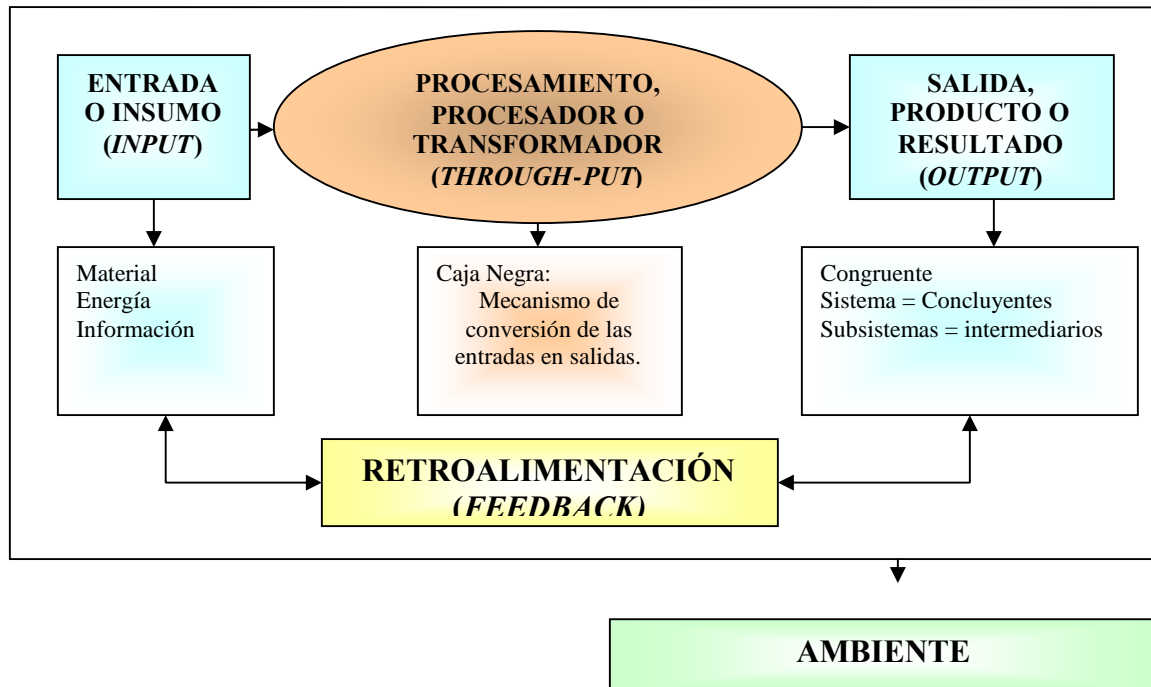 ENTRADA
O INSUMO
(INPUT)
PROCESAMIENTO,
PROCESADOR O
TRANSFORMADOR
(THROUGH-PUT)
SALIDA,
PRODUCTO O
RESULTADO
(OUTPUT)
Material
Energía
Información
Caja Negra:
Mecanismo de
conversión de las
entradas en salidas.
Congruente
Sistema = Concluyentes
Subsistemas = intermediarios
RETROALIMENTACIÓN
(FEEDBACK)
AMBIENTE